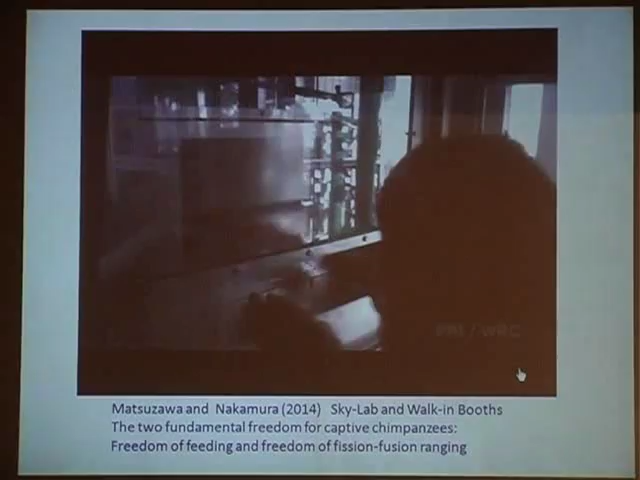 PRI / WRC
Matsuzawa and Nakamura (2014) Sky-Lab and Walk-in Booths
The two fundamental freedom for captive chimpanzees:
Freedom of feeding and freedom of fission-fusion ranging